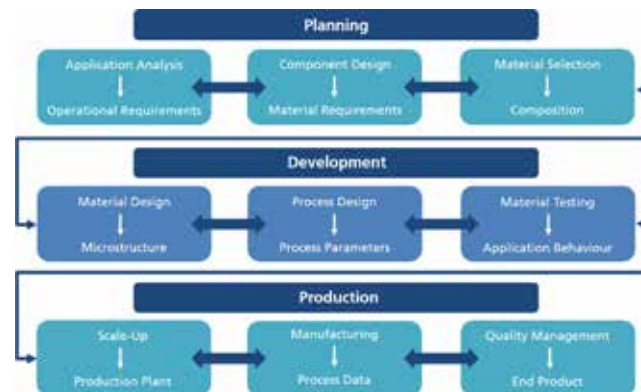 Planning
Application Analysis
Operational Requirements
Component Design
Material Requirements
Material Selection
Composition
Development
Material Design
Microstructure
Process Design
Process Parameters
Material Testing
Application Behaviour
Production
Scale-Up
Production Plant
Manufacturing
Process Data
Quality Management
End Product